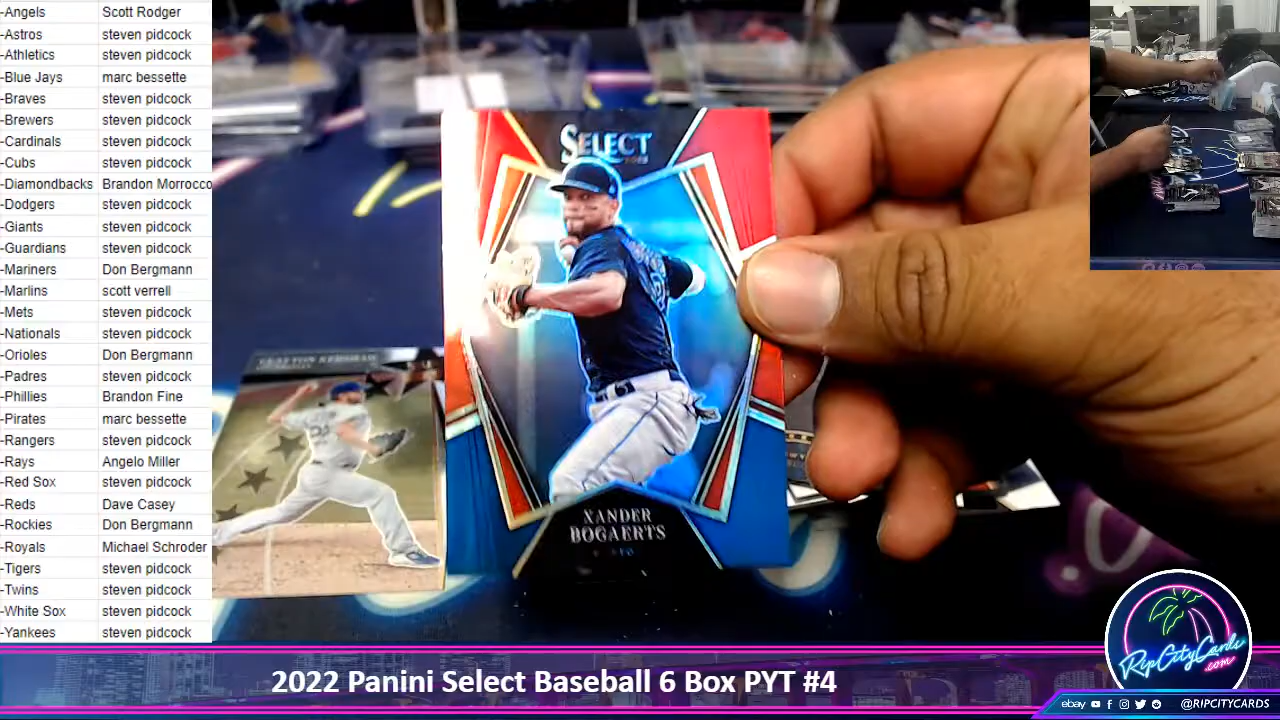 -Angels Scott Rodger
-Astros steven pidcock
-Athletics steven pidcock
-Blue Jays marc bessette
-Braves steven pidcock
-Brewers steven pidcock
-Cardinals steven pidcock
-Cubs steven pidcock
-Diamondbacks Brandon Morrocco
-Dodgers steven pidcock
-Giants steven pidcock
-Guardians steven pidcock
-Mariners Don Bergmann
-Marlins scott verrell
-Mets steven pidcock
-Nationals steven pidcock
-Orioles Don Bergmann
-Padres steven pidcock
-Phillies Brandon Fine
-Pirates marc bessette
-Rangers steven pidcock
-Rays Angelo Miller
-Red Sox steven pidcock
-Reds Dave Casey
-Rockies Don Bergmann
-Royals Michael Schroder
-Tigers steven pidcock
-Twins steven pidcock
-White Sox steven pidcock
-Yankees steven pidcock
SELECT
XANDER
BOGAERTS
CLAYTON KERSHAW
2022 Panini Select Baseball 6 Box PYT #4
RipCityCards
.com
ebay @RIPCITYCARDS